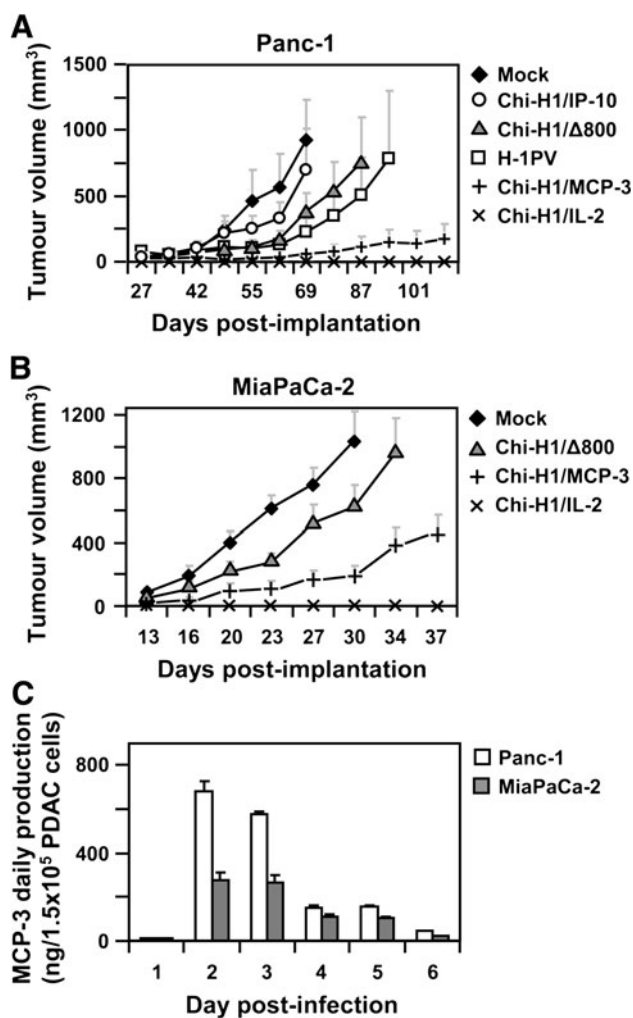 A
Panc-1
Tumour volume (mm³)
1500
1000
500
0
27 42 55 69 87 101
Days post-implantation
Mock
Chi-H1/IP-10
Chi-H1/Δ800
H-1PV
Chi-H1/MCP-3
Chi-H1/IL-2
B
MiaPaCa-2
Tumour volume (mm³)
1200
800
400
0
13 16 20 23 27 30 34 37
Days post-implantation
Mock
Chi-H1/Δ800
Chi-H1/MCP-3
Chi-H1/IL-2
C
MCP-3 daily production
(ng/1.5x10⁵ PDAC cells)
800
400
0
1 2 3 4 5 6
Day post-infection
Panc-1
MiaPaCa-2